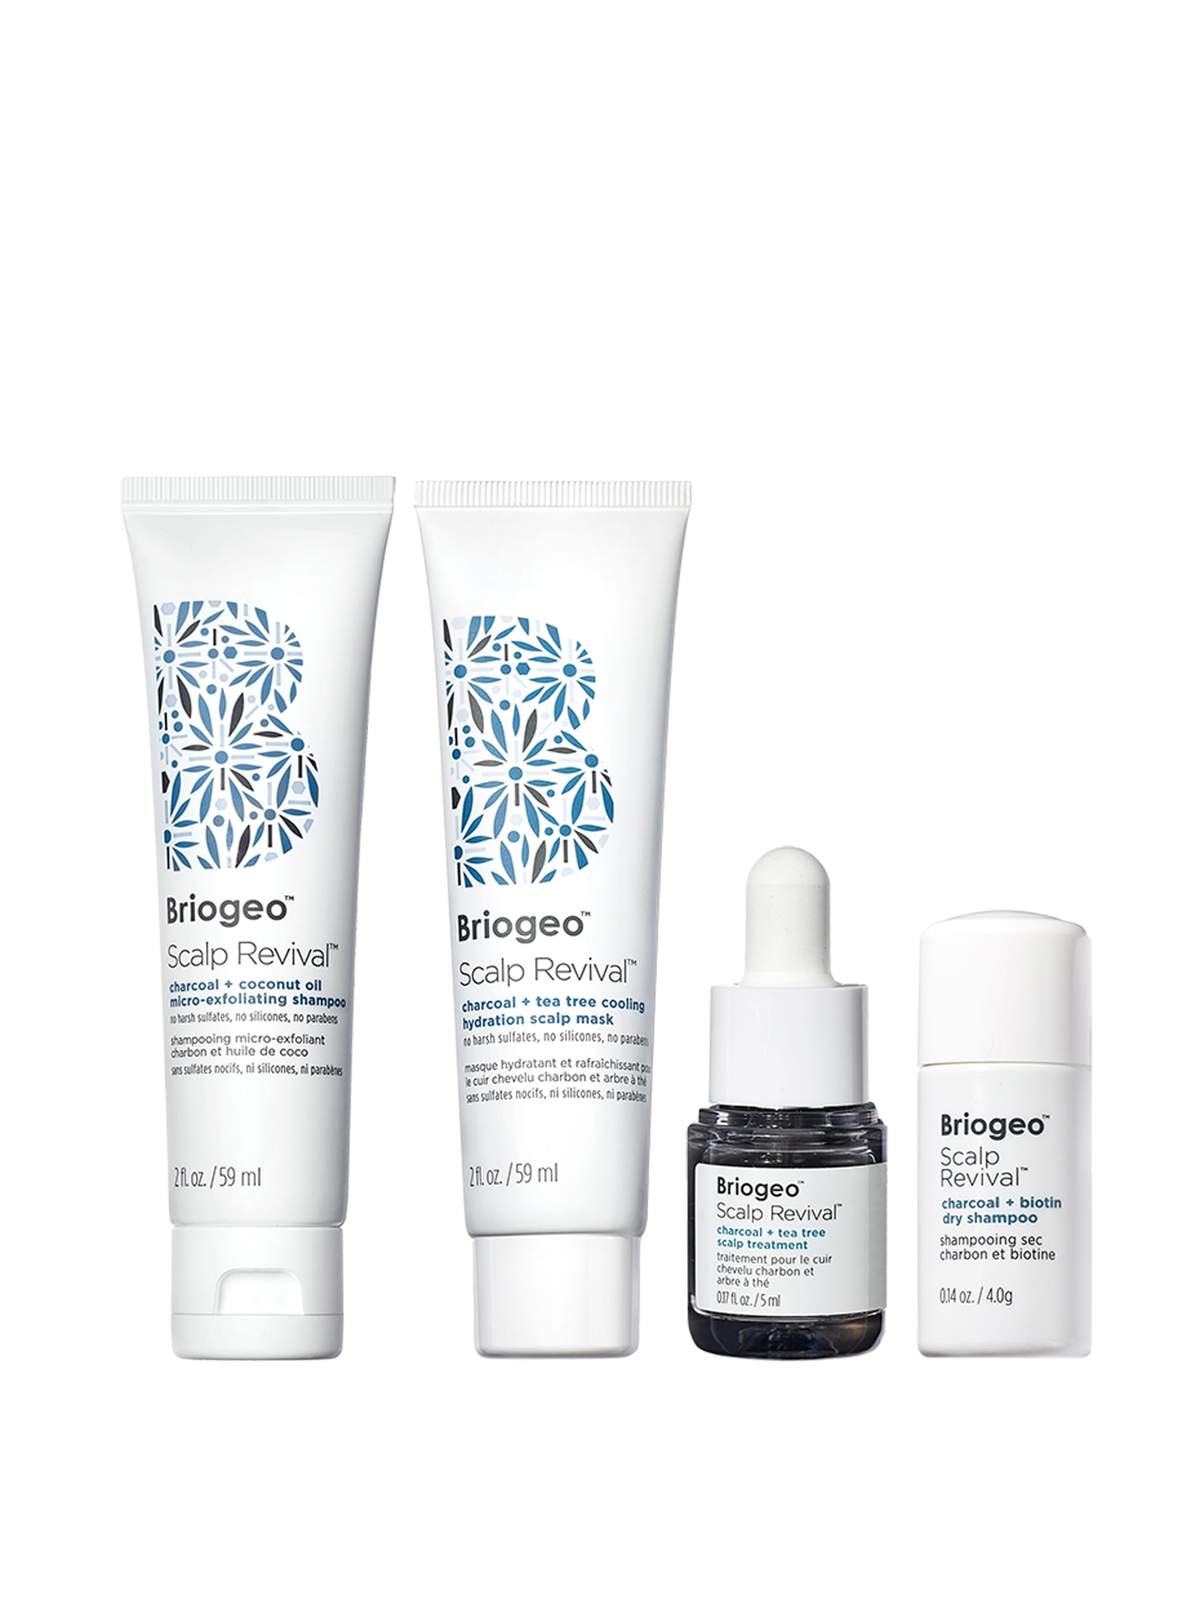 Briogeo™
Scalp Revival™
charcoal + coconut oil
micro-exfoliating shampoo
no harsh sulfates, no silicones, no parabens
shampooing micro-exfoliant
charbon et huile de coco
sans sulfates nocifs, ni silicones, ni parabènes
2 fl. oz. / 59 ml
Briogeo™
Scalp Revival™
charcoal + tea tree cooling
hydration scalp mask
no harsh sulfates, no silicones, no parabens
masque hydratant et rafraîchissant pour
le cuir chevelu charbon et arbre à thé
sans sulfates nocifs, ni silicones, ni parabènes
2 fl. oz. / 59 ml
Briogeo™
Scalp Revival™
charcoal + tea tree
scalp treatment
traitement pour le cuir
chevelu charbon et
arbre à thé
0.17 fl. oz. / 5 ml
Briogeo™
Scalp
Revival™
charcoal + biotin
dry shampoo
shampooing sec
charbon et biotine
0.14 oz. / 4.0g